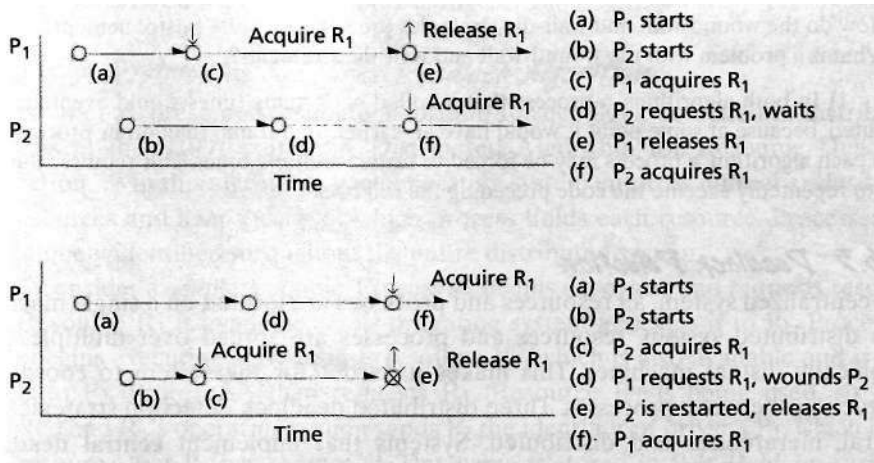 P1
Acquire R1
Release R1
(a)
(c)
(e)
P2
Acquire R1
(b)
(d)
(f)
Time
(a) P1 starts
(b) P2 starts
(c) P1 acquires R1
(d) P2 requests R1, waits
(e) P1 releases R1
(f) P2 acquires R1
P1
Acquire R1
(a)
(d)
(f)
P2
Acquire R1
Release R1
(b)
(c)
(e)
Time
(a) P1 starts
(b) P2 starts
(c) P2 acquires R1
(d) P1 requests R1, wounds P2
(e) P2 is restarted, releases R1
(f) P1 acquires R1